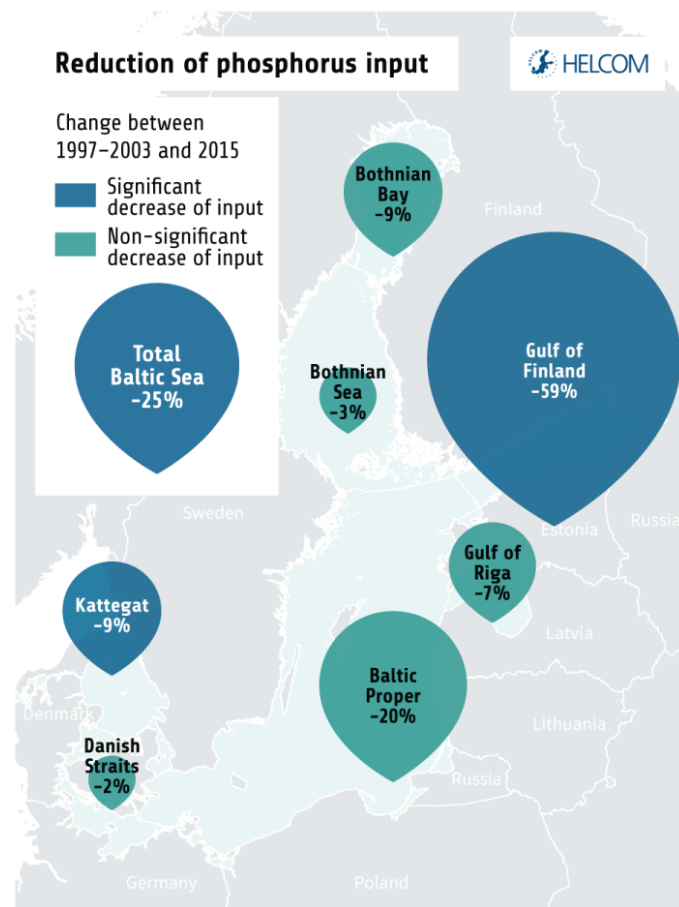 Reduction of phosphorus input
HELCOM
HELCOM
Change between
1997–2003 and 2015
Significant
decrease of input
Non-significant
decrease of input
Total
Baltic Sea
-25%
Bothnian
Bay
-9%
Finland
Gulf of
Finland
-59%
Bothnian
Sea
-3%
Sweden
Estonia
Russia
Gulf of
Riga
-7%
Kattegat
-9%
Latvia
Baltic
Proper
-20%
Denmark
Lithuania
Danish
Straits
-2%
Russia
Germany
Poland